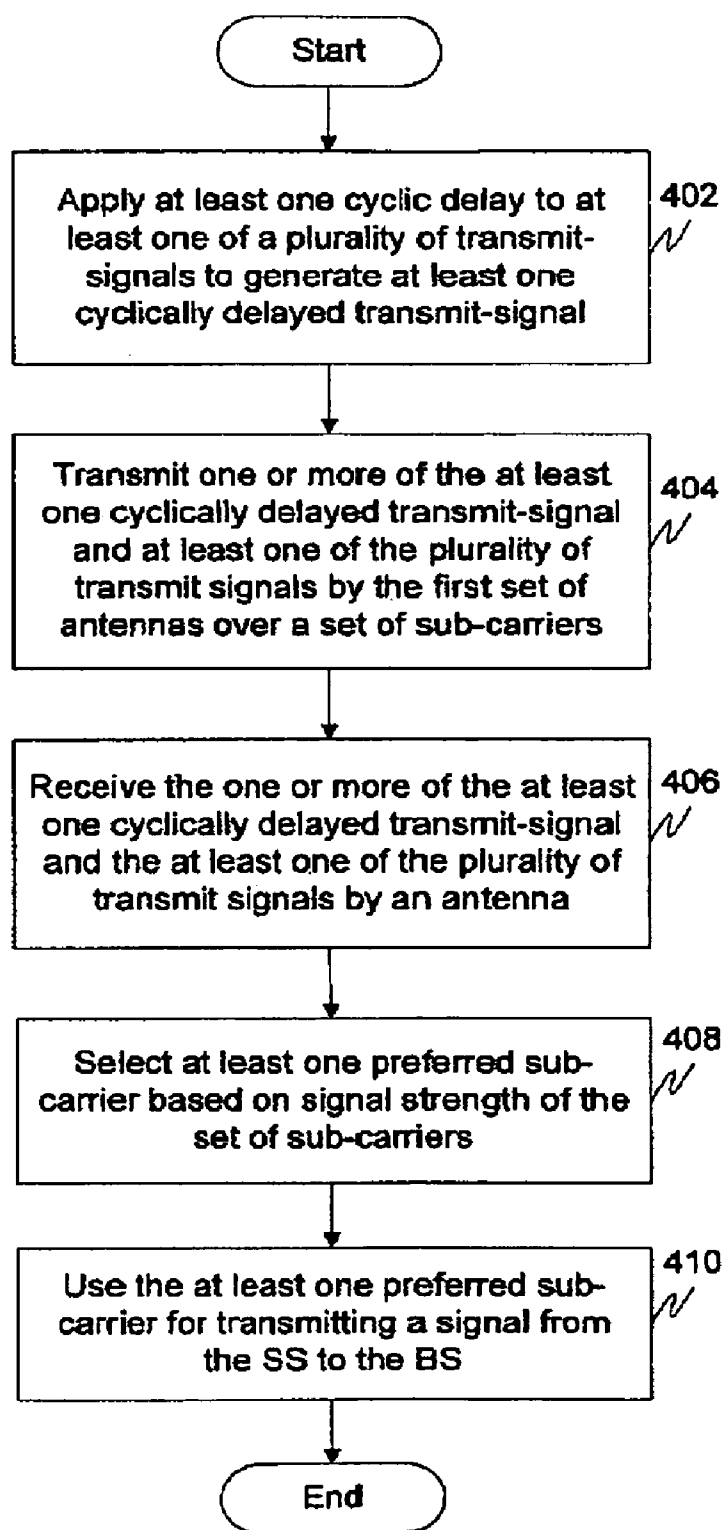 Start
Apply at least one cyclic delay to at
least one of a plurality of transmit-
signals to generate at least one
cyclically delayed transmit-signal
402
Transmit one or more of the at least
one cyclically delayed transmit-signal
and at least one of the plurality of
transmit signals by the first set of
antennas over a set of sub-carriers
404
Receive the one or more of the at least
one cyclically delayed transmit-signal
and the at least one of the plurality of
transmit signals by an antenna
406
Select at least one preferred sub-
carrier based on signal strength of the
set of sub-carriers
408
Use the at least one preferred sub-
carrier for transmitting a signal from
the SS to the BS
410
End